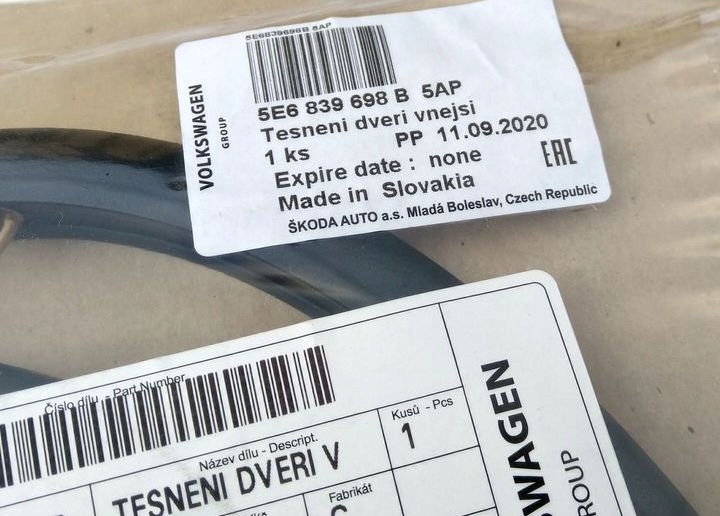 5E6839698B 5AP
VOLKSWAGEN
GROUP
5E6 839 698 B 5AP
Tesneni dveri vnejsi
1 ks PP 11.09.2020
Expire date : none
Made in Slovakia
EAC
ŠKODA AUTO a.s. Mladá Boleslav, Czech Republic
Číslo dílu - Part Number
Název dílu - Descript.
TESNENI DVERI V
Kusů - Pcs
1
Fabrikát
SWAGEN
GROUP